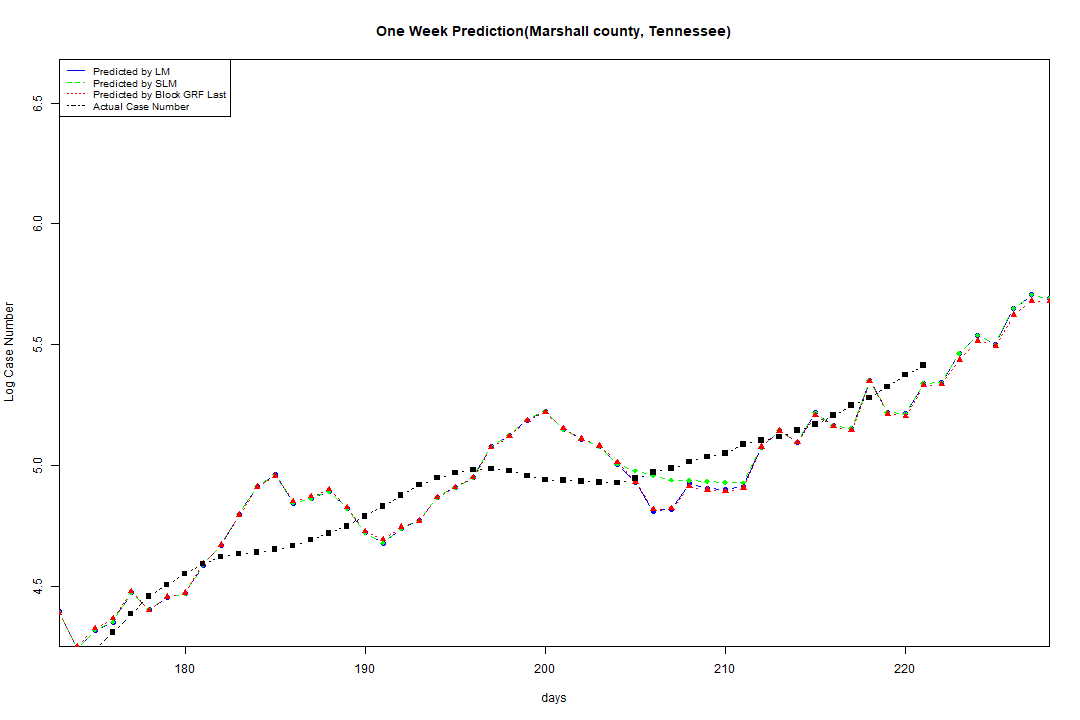 One Week Prediction(Marshall county, Tennessee)
Predicted by LM
Predicted by SLM
Predicted by Block GRF Last
Actual Case Number
6.5
6.0
5.5
5.0
4.5
Log Case Number
180 190 200 210 220
days